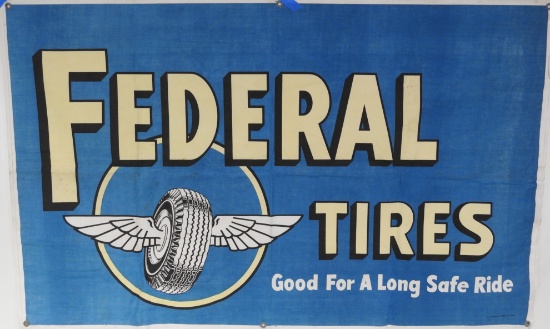 FEDERAL
TIRES
Good For A Long Safe Ride